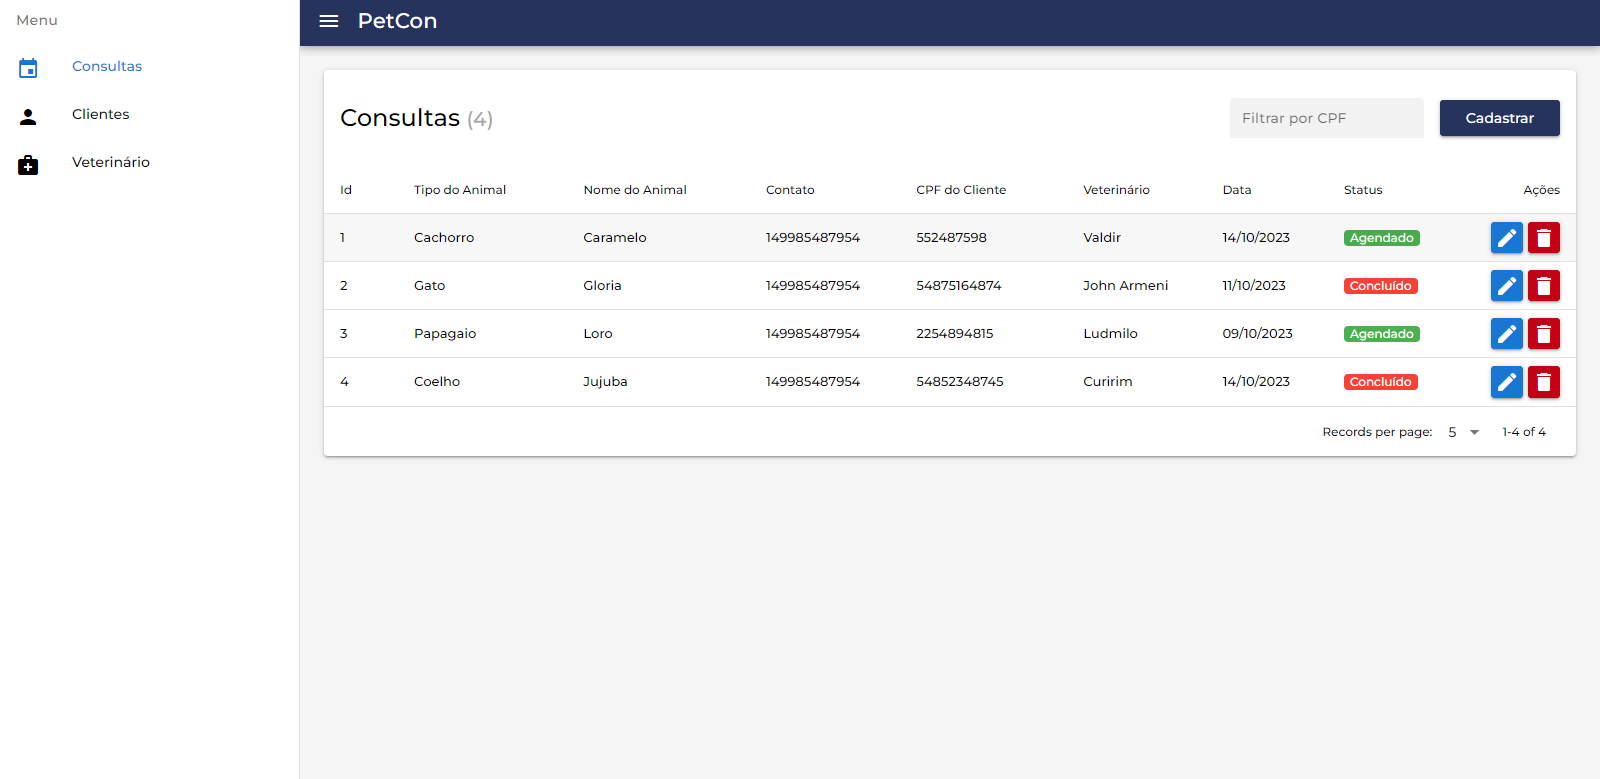 Menu
Consultas
Clientes
Veterinário
PetCon
Consultas (4)
Filtrar por CPF
Cadastrar
Id Tipo do Animal Nome do Animal Contato CPF do Cliente Veterinário Data Status Ações
1 Cachorro Caramelo 149985487954 552487598 Valdir 14/10/2023 Agendado
2 Gato Gloria 149985487954 54875164874 John Armeni 11/10/2023 Concluído
3 Papagaio Loro 149985487954 2254894815 Ludmilo 09/10/2023 Agendado
4 Coelho Jujuba 149985487954 54852348745 Curirim 14/10/2023 Concluído
Records per page: 5 1-4 of 4